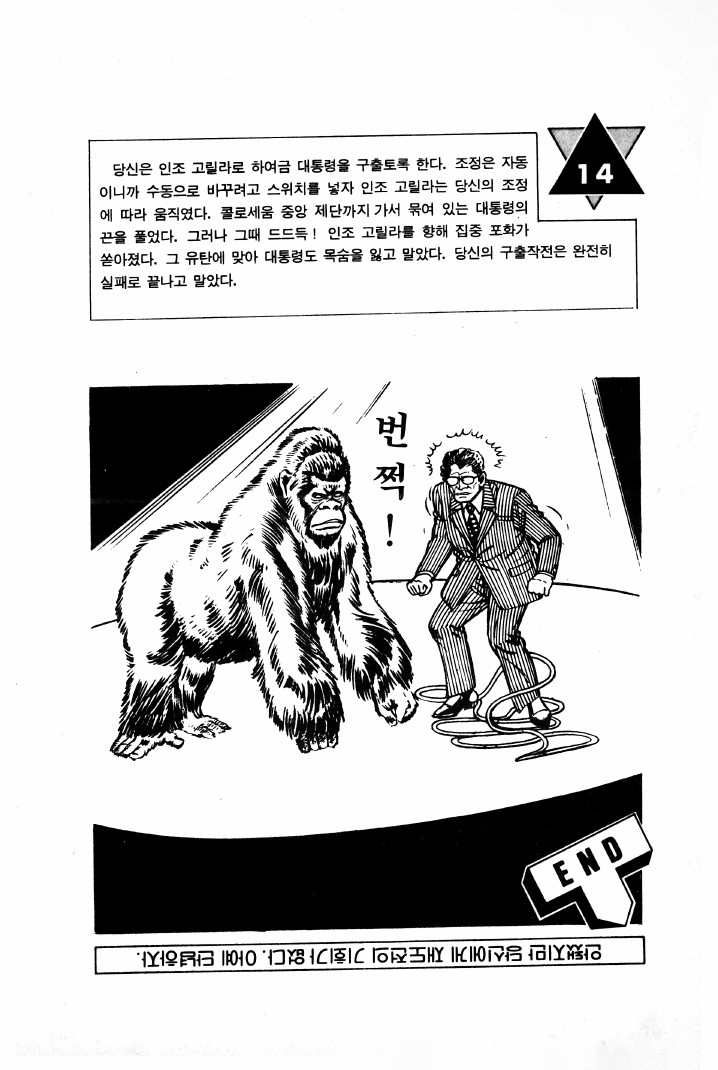 당신은 인조 고릴라로 하여금 대통령을 구출토록 한다. 조정은 자동
이니까 수동으로 바꾸려고 스위치를 넣자 인조 고릴라는 당신의 조정
에 따라 움직였다. 콜로세움 중앙 제단까지 가서 묶여 있는 대통령의
끈을 풀었다. 그러나 그때 드드득! 인조 고릴라를 향해 집중 포화가
쏟아졌다. 그 유탄에 맞아 대통령도 목숨을 잃고 말았다. 당신의 구출작전은 완전히
실패로 끝나고 말았다.
14
번쩍!
END
안됐지만 당신에게 재도전의 기회가 없다. 이에 단념하자.